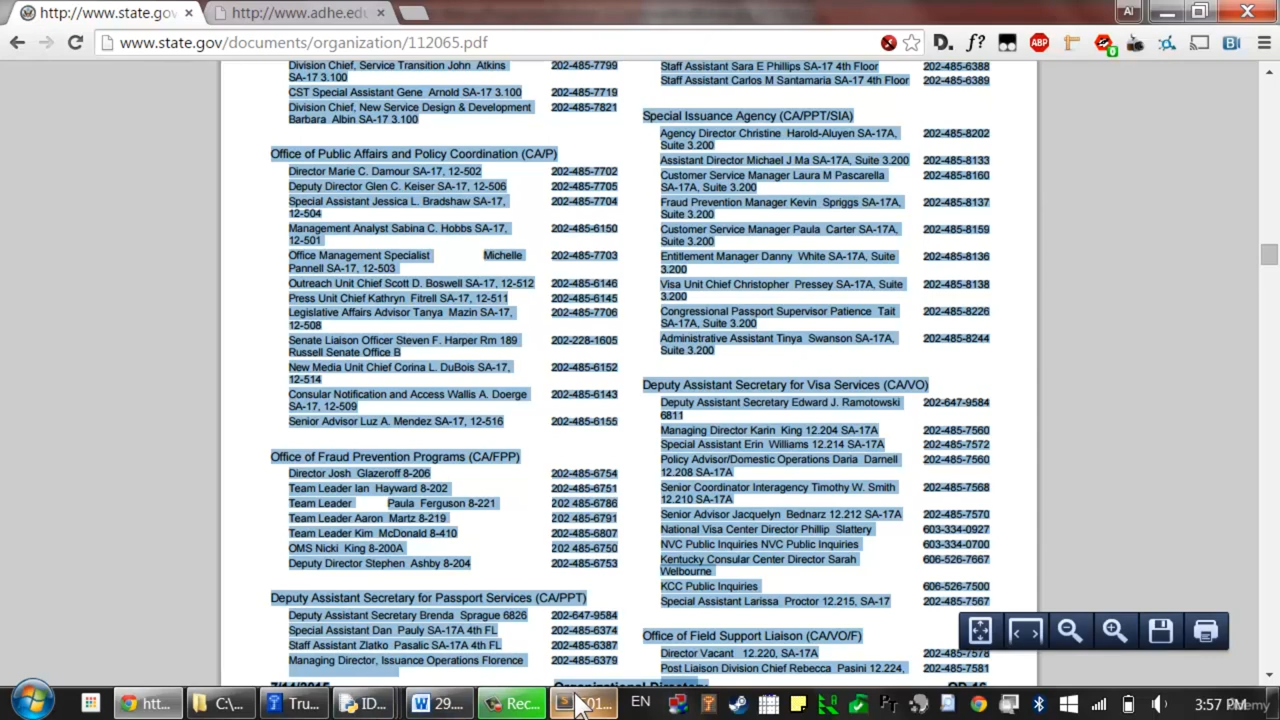 http://www.state.gov
http://www.adhe.edu
Ai
www.state.gov/documents/organization/112065.pdf
D.
f?
ABP
0
Division Chief, Service Transition John Atkins
SA-17 3.100
202-485-7799
CST Special Assistant Gene Arnold SA-17 3.100
202-485-7719
Division Chief, New Service Design & Development
Barbara Albin SA-17 3.100
202-485-7821
Office of Public Affairs and Policy Coordination (CA/P)
Director Marie C. Damour SA-17, 12-502
202-485-7702
Deputy Director Glen C. Keiser SA-17, 12-506
202-485-7705
Special Assistant Jessica L. Bradshaw SA-17,
12-504
202-485-7704
Management Analyst Sabina C. Hobbs SA-17,
12-501
202-485-6150
Office Management Specialist Michelle
Pannell SA-17, 12-503
202-485-7703
Outreach Unit Chief Scott D. Boswell SA-17, 12-512
202-485-6146
Press Unit Chief Kathryn Fitrell SA-17, 12-511
202-485-6145
Legislative Affairs Advisor Tanya Mazin SA-17,
12-508
202-485-7706
Senate Liaison Officer Steven F. Harper Rm 189
Russell Senate Office B
202-228-1605
New Media Unit Chief Corina L. DuBois SA-17,
12-514
202-485-6152
Consular Notification and Access Wallis A. Doerge
SA-17, 12-509
202-485-6143
Senior Advisor Luz A. Mendez SA-17, 12-516
202-485-6155
Office of Fraud Prevention Programs (CA/FPP)
Director Josh Glazeroff 8-206
202-485-6754
Team Leader Ian Hayward 8-202
202-485-6751
Team Leader Paula Ferguson 8-221
202 485-6786
Team Leader Aaron Martz 8-219
202 485-6791
Team Leader Kim McDonald 8-410
202-485-6807
OMS Nicki King 8-200A
202 485-6750
Deputy Director Stephen Ashby 8-204
202-485-6753
Deputy Assistant Secretary for Passport Services (CA/PPT)
Deputy Assistant Secretary Brenda Sprague 6826
202-647-9584
Special Assistant Dan Pauly SA-17A 4th FL
202-485-6374
Staff Assistant Zlatko Pasalic SA-17A 4th FL
202-485-6387
Managing Director, Issuance Operations Florence
202-485-6379
Staff Assistant Sara E Phillips SA-17 4th Floor
202-485-6388
Staff Assistant Carlos M Santamaria SA-17 4th Floor
202-485-6389
Special Issuance Agency (CA/PPT/SIA)
Agency Director Christine Harold-Aluyen SA-17A,
Suite 3.200
202-485-8202
Assistant Director Michael J Ma SA-17A, Suite 3.200
202-485-8133
Customer Service Manager Laura M Pascarella
SA-17A, Suite 3.200
202-485-8160
Fraud Prevention Manager Kevin Spriggs SA-17A,
Suite 3.200
202-485-8137
Customer Service Manager Paula Carter SA-17A,
Suite 3.200
202-485-8159
Entitlement Manager Danny White SA-17A, Suite
3.200
202-485-8136
Visa Unit Chief Christopher Pressey SA-17A, Suite
3.200
202-485-8138
Congressional Passport Supervisor Patience Tait
SA-17A, Suite 3.200
202-485-8226
Administrative Assistant Tinya Swanson SA-17A,
Suite 3.200
202-485-8244
Deputy Assistant Secretary for Visa Services (CA/VO)
Deputy Assistant Secretary Edward J. Ramotowski
6811
202-647-9584
Managing Director Karin King 12.204 SA-17A
202-485-7560
Special Assistant Erin Williams 12.214 SA-17A
202-485-7572
Policy Advisor/Domestic Operations Daria Darnell
12.208 SA-17A
202-485-7560
Senior Coordinator Interagency Timothy W. Smith
12.210 SA-17A
202-485-7568
Senior Advisor Jacquelyn Bednarz 12.212 SA-17A
202-485-7570
National Visa Center Director Phillip Slattery
603-334-0927
NVC Public Inquiries NVC Public Inquiries
603-334-0700
Kentucky Consular Center Director Sarah
Welbourne
606-526-7667
KCC Public Inquiries
606-526-7500
Special Assistant Larissa Proctor 12.215, SA-17
202-485-7567
Office of Field Support Liaison (CA/VO/F)
Director Vacant 12.220, SA-17A
202-485-7578
Post Liaison Division Chief Rebecca Pasini 12.224,
202-485-7581
7/14/2015 Organizational Directory
htt...
C:\...
Tru...
ID...
29....
Rec...
01...
EN
3:57 PM
Udemy